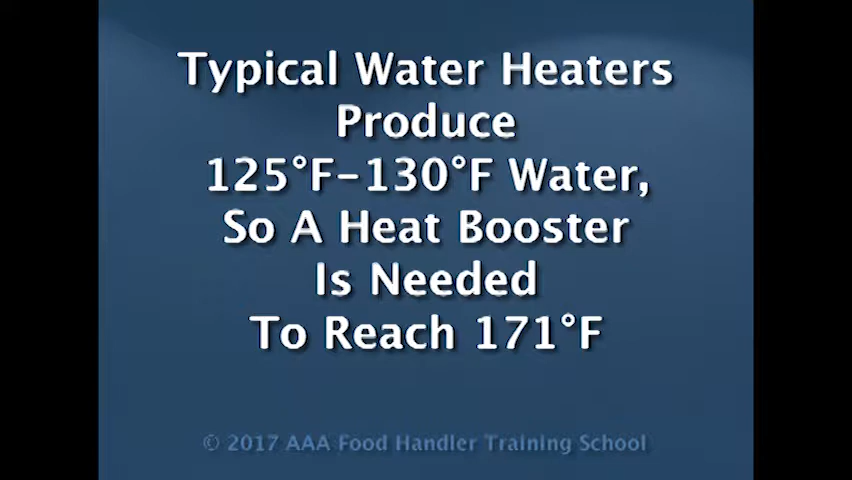 Typical Water Heaters
Produce
125°F-130°F Water,
So A Heat Booster
Is Needed
To Reach 171°F
© 2017 AAA Food Handler Training School